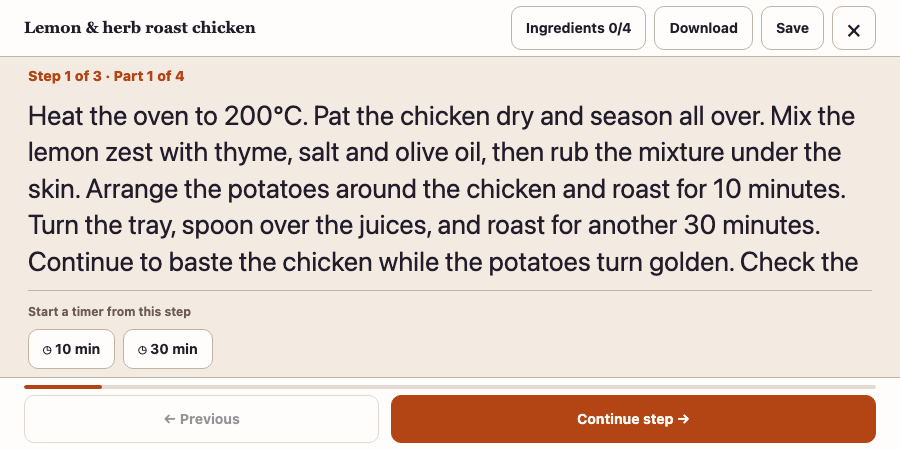 Lemon & herb roast chicken
Ingredients 0/4
Download
Save
×
Step 1 of 3 · Part 1 of 4
Heat the oven to 200°C. Pat the chicken dry and season all over. Mix the
lemon zest with thyme, salt and olive oil, then rub the mixture under the
skin. Arrange the potatoes around the chicken and roast for 10 minutes.
Turn the tray, spoon over the juices, and roast for another 30 minutes.
Continue to baste the chicken while the potatoes turn golden. Check the
Start a timer from this step
◷ 10 min
◷ 30 min
← Previous
Continue step →